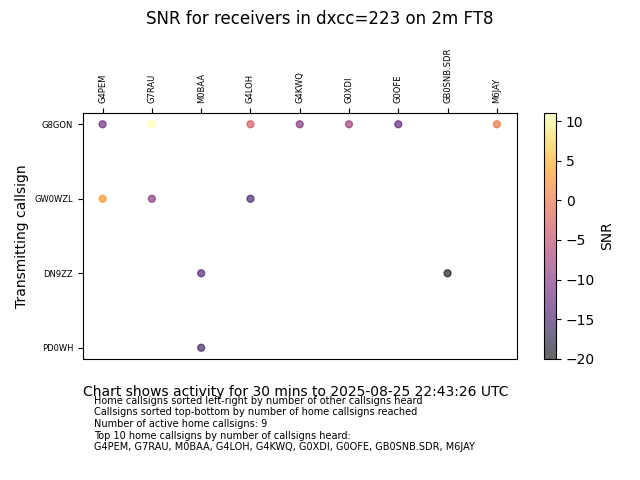 SNR for receivers in dxcc=223 on 2m FT8
G4PEM G7RAU M0BAA G4LOH G4KWQ G0XDI G0OFE GB0SNB.SDR M6JAY
Transmitting callsign
G8GON
GW0WZL
DN9ZZ
PD0WH
10
5
0
−5
−10
−15
−20
SNR
Chart shows activity for 30 mins to 2025-08-25 22:43:26 UTC
Home callsigns sorted left-right by number of other callsigns heard
Callsigns sorted top-bottom by number of home callsigns reached
Number of active home callsigns: 9
Top 10 home callsigns by number of callsigns heard:
G4PEM, G7RAU, M0BAA, G4LOH, G4KWQ, G0XDI, G0OFE, GB0SNB.SDR, M6JAY